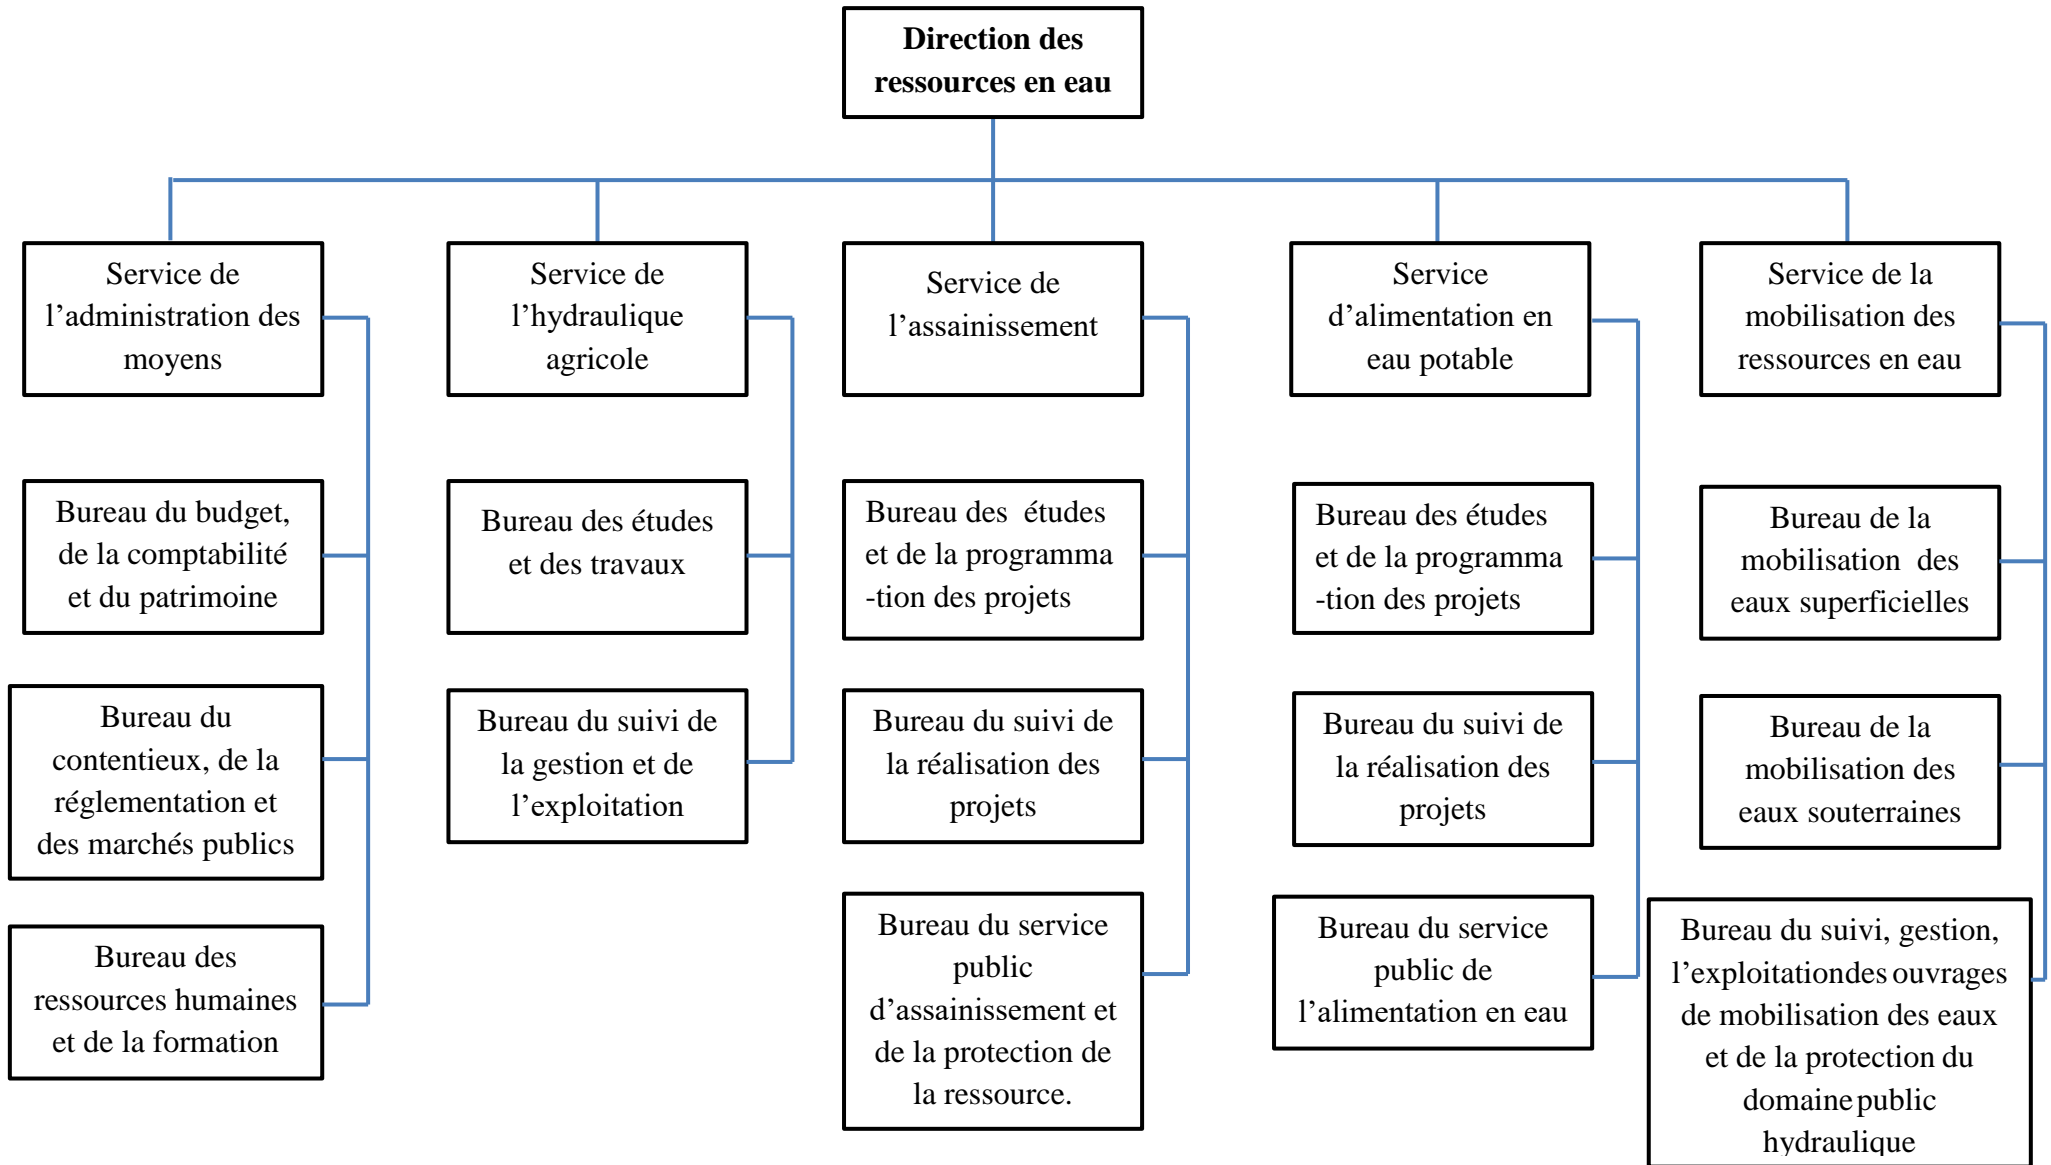 Direction des
ressources en eau
Service de
l’administration des
moyens
Service de
l’hydraulique
agricole
Service de
l’assainissement
Service
d’alimentation en
eau potable
Service de la
mobilisation des
ressources en eau
Bureau du budget,
de la comptabilité
et du patrimoine
Bureau des études
et des travaux
Bureau des  études
et de la programma
-tion des projets
Bureau des études
et de la programma
-tion des projets
Bureau de la
mobilisation  des
eaux superficielles
Bureau du
contentieux, de la
réglementation et
des marchés publics
Bureau du suivi de
la gestion et de
l’exploitation
Bureau du suivi de
la réalisation des
projets
Bureau du suivi de
la réalisation des
projets
Bureau de la
mobilisation des
eaux souterraines
Bureau des
ressources humaines
et de la formation
Bureau du service
public
d’assainissement et
de la protection de
la ressource.
Bureau du service
public de
l’alimentation en eau
Bureau du suivi, gestion,
l’exploitationdes ouvrages
de mobilisation des eaux
et de la protection du
domaine public
hydraulique